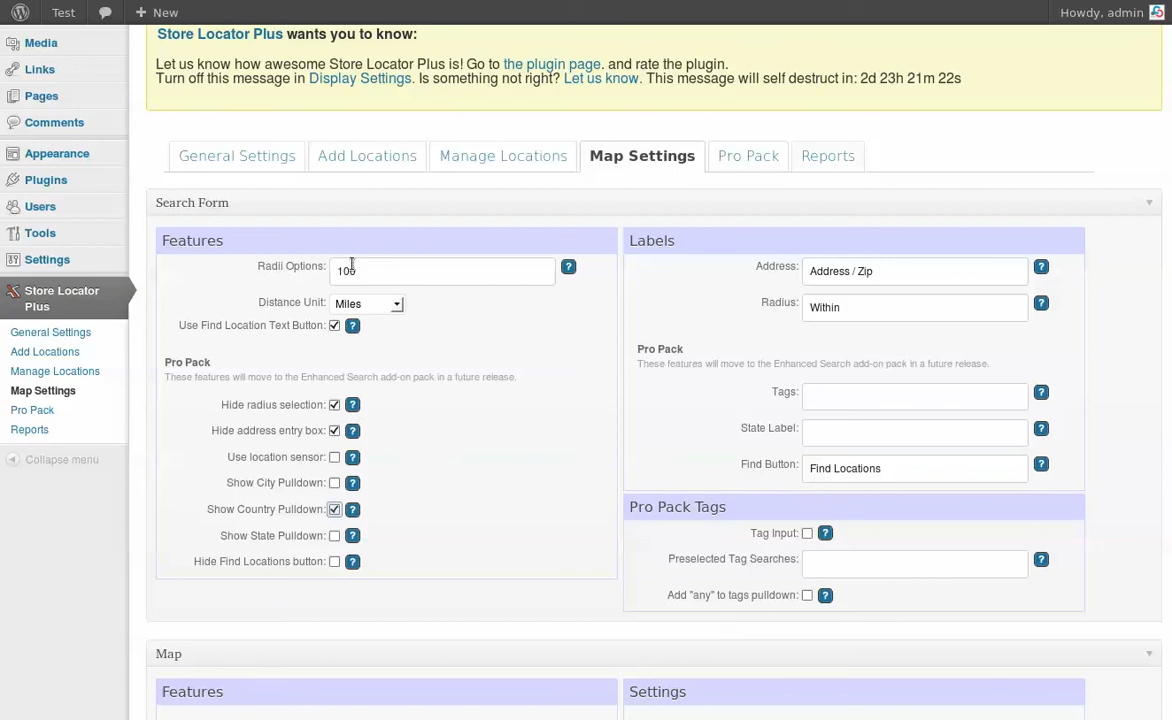 Test
+ New
Howdy, admin
Media
Links
Pages
Comments
Appearance
Plugins
Users
Tools
Settings
Store Locator
Plus
General Settings
Add Locations
Manage Locations
Map Settings
Pro Pack
Reports
Collapse menu
Store Locator Plus wants you to know:
Let us know how awesome Store Locator Plus is! Go to the plugin page. and rate the plugin.
Turn off this message in Display Settings. Is something not right? Let us know. This message will self destruct in: 2d 23h 21m 22s
General Settings
Add Locations
Manage Locations
Map Settings
Pro Pack
Reports
Search Form
Features
Radii Options: 100
Distance Unit: Miles
Use Find Location Text Button: ?
Pro Pack
These features will move to the Enhanced Search add-on pack in a future release.
Hide radius selection: ?
Hide address entry box: ?
Use location sensor: ?
Show City Pulldown: ?
Show Country Pulldown: ?
Show State Pulldown: ?
Hide Find Locations button: ?
Labels
Address: Address / Zip ?
Radius: Within ?
Pro Pack
These features will move to the Enhanced Search add-on pack in a future release.
Tags: ?
State Label: ?
Find Button: Find Locations ?
Pro Pack Tags
Tag Input: ?
Preselected Tag Searches: ?
Add "any" to tags pulldown: ?
Map
Features
Settings